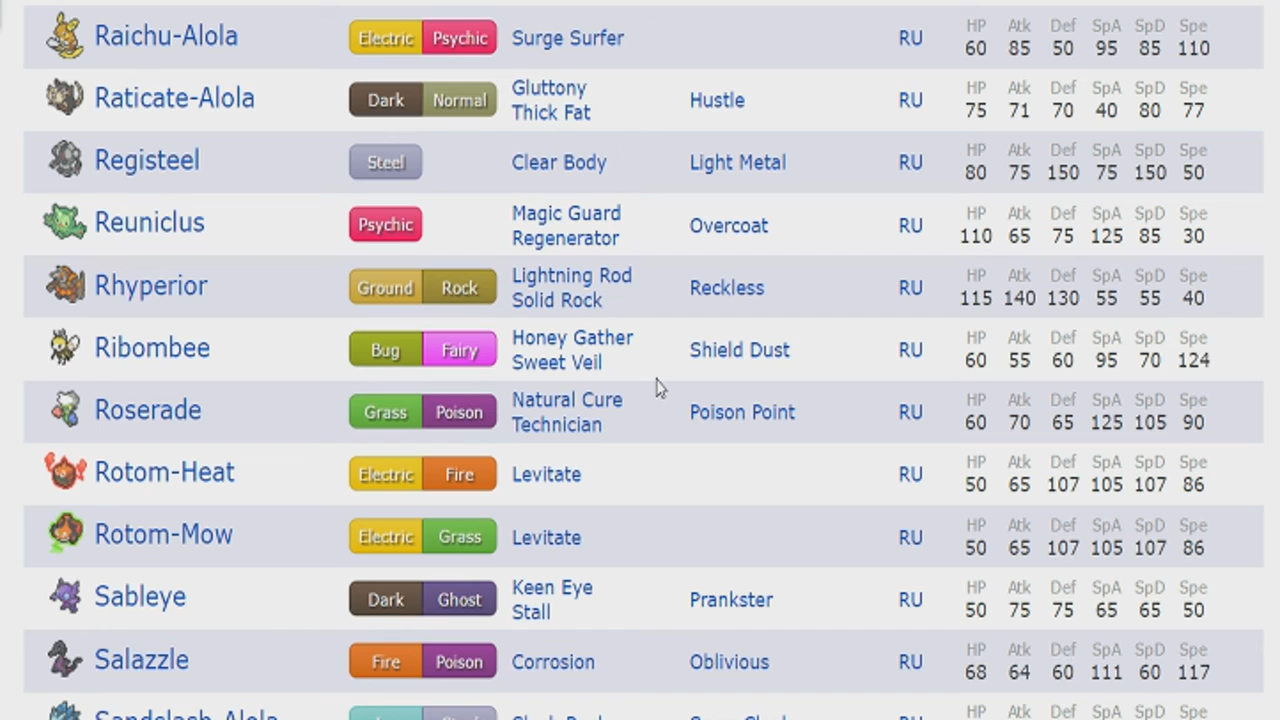 Raichu-Alola Electric Psychic Surge Surfer RU HP Atk Def SpA SpD Spe
60 85 50 95 85 110
Raticate-Alola Dark Normal Gluttony Thick Fat Hustle RU HP Atk Def SpA SpD Spe
75 71 70 40 80 77
Registeel Steel Clear Body Light Metal RU HP Atk Def SpA SpD Spe
80 75 150 75 150 50
Reuniclus Psychic Magic Guard Regenerator Overcoat RU HP Atk Def SpA SpD Spe
110 65 75 125 85 30
Rhyperior Ground Rock Lightning Rod Solid Rock Reckless RU HP Atk Def SpA SpD Spe
115 140 130 55 55 40
Ribombee Bug Fairy Honey Gather Sweet Veil Shield Dust RU HP Atk Def SpA SpD Spe
60 55 60 95 70 124
Roserade Grass Poison Natural Cure Technician Poison Point RU HP Atk Def SpA SpD Spe
60 70 65 125 105 90
Rotom-Heat Electric Fire Levitate RU HP Atk Def SpA SpD Spe
50 65 107 105 107 86
Rotom-Mow Electric Grass Levitate RU HP Atk Def SpA SpD Spe
50 65 107 105 107 86
Sableye Dark Ghost Keen Eye Stall Prankster RU HP Atk Def SpA SpD Spe
50 75 75 65 65 50
Salazzle Fire Poison Corrosion Oblivious RU HP Atk Def SpA SpD Spe
68 64 60 111 60 117
Sandslash-Alola HP Atk Def SpA SpD Spe